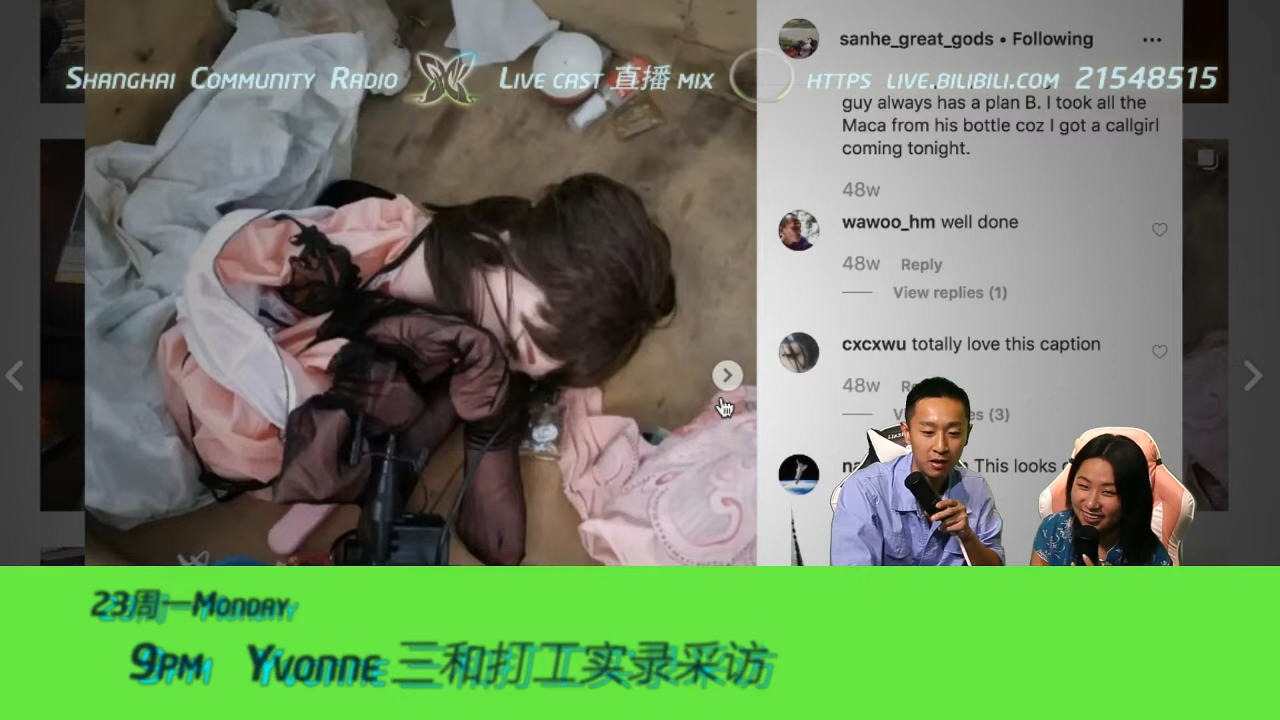 sanhe_great_gods • Following
SHANGHAI COMMUNITY RADIO LIVE CAST 直播 MIX HTTPS LIVE.BILIBILI.COM 21548515
guy always has a plan B. I took all the
Maca from his bottle coz I got a callgirl
coming tonight.
48w
wawoo_hm well done
48w Reply
View replies (1)
cxcxwu totally love this caption
48w
(3)
This looks
23周一MONDAY
9PM YVONNE 三和打工实录采访